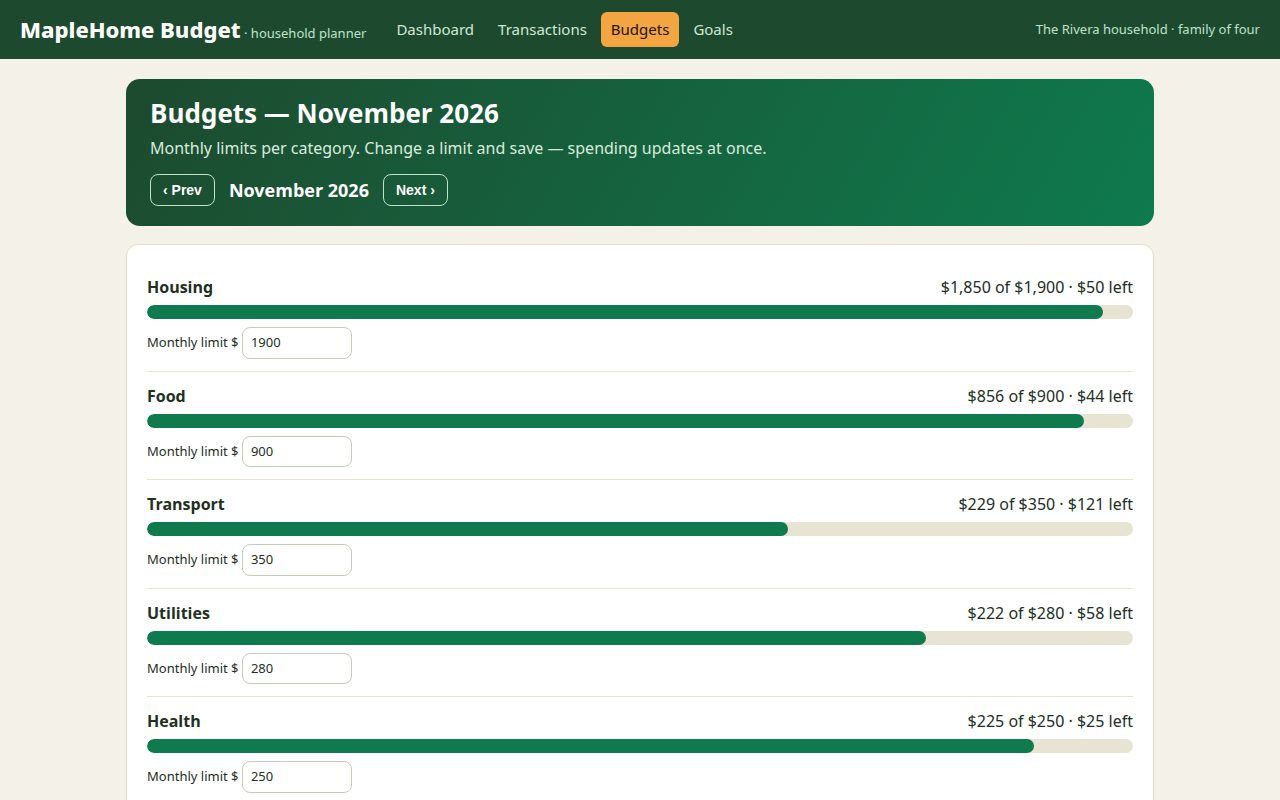 MapleHome Budget · household planner Dashboard Transactions Budgets Goals The Rivera household · family of four
Budgets — November 2026
Monthly limits per category. Change a limit and save — spending updates at once.
‹ Prev November 2026 Next ›
Housing $1,850 of $1,900 · $50 left
Monthly limit $ 1900
Food $856 of $900 · $44 left
Monthly limit $ 900
Transport $229 of $350 · $121 left
Monthly limit $ 350
Utilities $222 of $280 · $58 left
Monthly limit $ 280
Health $225 of $250 · $25 left
Monthly limit $ 250